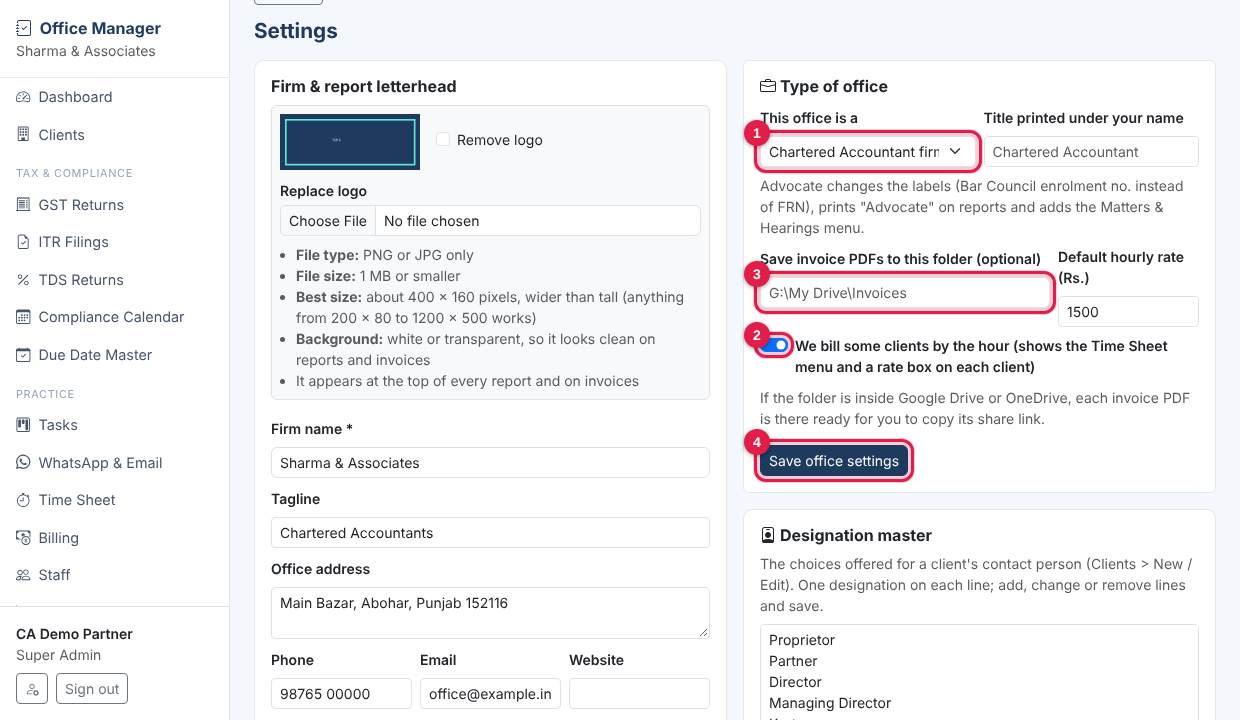 Office Manager
Sharma & Associates
Dashboard
Clients
TAX & COMPLIANCE
GST Returns
ITR Filings
TDS Returns
Compliance Calendar
Due Date Master
PRACTICE
Tasks
WhatsApp & Email
Time Sheet
Billing
Staff
CA Demo Partner
Super Admin
Sign out
Settings
Firm & report letterhead
Remove logo
Replace logo
Choose File No file chosen
File type: PNG or JPG only
File size: 1 MB or smaller
Best size: about 400 × 160 pixels, wider than tall (anything
from 200 × 80 to 1200 × 500 works)
Background: white or transparent, so it looks clean on
reports and invoices
It appears at the top of every report and on invoices
Firm name *
Sharma & Associates
Tagline
Chartered Accountants
Office address
Main Bazar, Abohar, Punjab 152116
Phone Email Website
98765 00000 office@example.in
Type of office
This office is a Title printed under your name
1
Chartered Accountant firm Chartered Accountant
Advocate changes the labels (Bar Council enrolment no. instead
of FRN), prints "Advocate" on reports and adds the Matters &
Hearings menu.
Save invoice PDFs to this folder (optional) Default hourly rate
(Rs.)
3
G:\My Drive\Invoices
1500
2
We bill some clients by the hour (shows the Time Sheet
menu and a rate box on each client)
If the folder is inside Google Drive or OneDrive, each invoice PDF
is there ready for you to copy its share link.
4
Save office settings
Designation master
The choices offered for a client's contact person (Clients > New /
Edit). One designation on each line; add, change or remove lines
and save.
Proprietor
Partner
Director
Managing Director